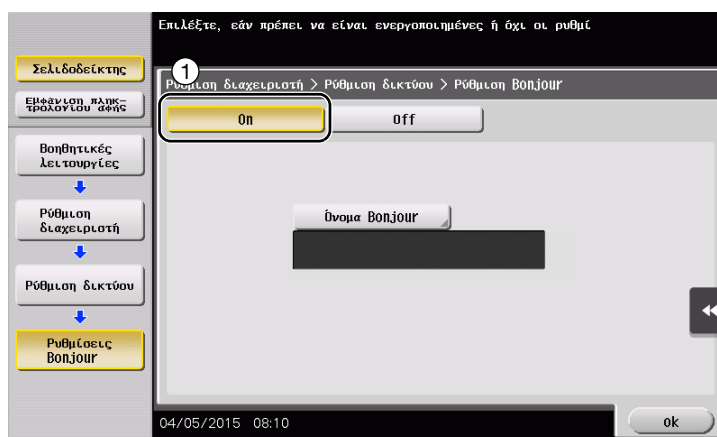 Επιλέξτε, εάν πρέπει να είναι ενεργοποιημένες ή όχι οι ρυθμί
Σελιδοδείκτης
1
Ρύθμιση διαχειριστή > Ρύθμιση δικτύου > Ρύθμιση Bonjour
Εμφάνιση πληκ-
τρολογίου αφής
On
Off
Βοηθητικές
λειτουργίες
Ρύθμιση
διαχειριστή
Όνομα Bonjour
Ρύθμιση δικτύου
Ρυθμίσεις
Bonjour
04/05/2015 08:10
ok